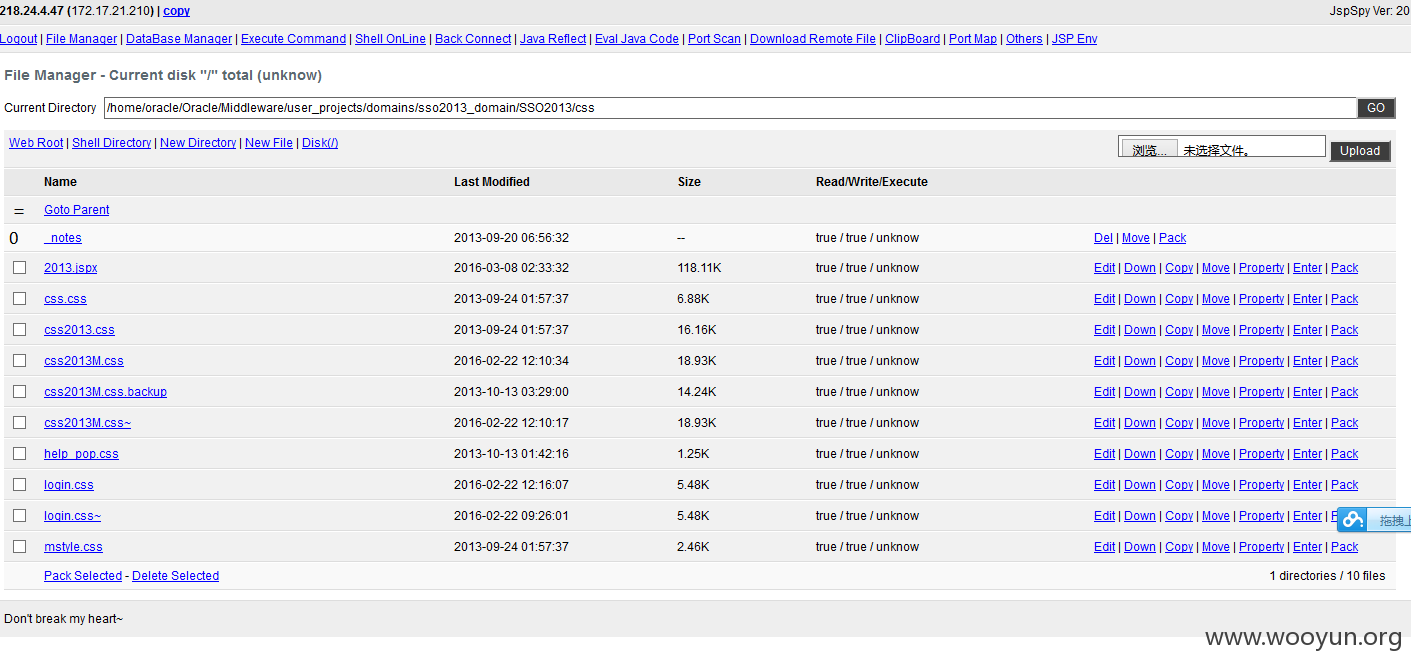 218.24.4.47 (172.17.21.210) | copy JspSpy Ver: 20
Logout | File Manager | DataBase Manager | Execute Command | Shell OnLine | Back Connect | Java Reflect | Eval Java Code | Port Scan | Download Remote File | ClipBoard | Port Map | Others | JSP Env
File Manager - Current disk "/" total (unknow)
Current Directory /home/oracle/Oracle/Middleware/user_projects/domains/sso2013_domain/SSO2013/css GO
Web Root | Shell Directory | New Directory | New File | Disk(/) 浏览... 未选择文件。 Upload
Name Last Modified Size Read/Write/Execute
= Goto Parent
0 _notes 2013-09-20 06:56:32 -- true / true / unknow Del | Move | Pack
2013.jspx 2016-03-08 02:33:32 118.11K true / true / unknow Edit | Down | Copy | Move | Property | Enter | Pack
css.css 2013-09-24 01:57:37 6.88K true / true / unknow Edit | Down | Copy | Move | Property | Enter | Pack
css2013.css 2013-09-24 01:57:37 16.16K true / true / unknow Edit | Down | Copy | Move | Property | Enter | Pack
css2013M.css 2016-02-22 12:10:34 18.93K true / true / unknow Edit | Down | Copy | Move | Property | Enter | Pack
css2013M.css.backup 2013-10-13 03:29:00 14.24K true / true / unknow Edit | Down | Copy | Move | Property | Enter | Pack
css2013M.css~ 2016-02-22 12:10:17 18.93K true / true / unknow Edit | Down | Copy | Move | Property | Enter | Pack
help_pop.css 2013-10-13 01:42:16 1.25K true / true / unknow Edit | Down | Copy | Move | Property | Enter | Pack
login.css 2016-02-22 12:16:07 5.48K true / true / unknow Edit | Down | Copy | Move | Property | Enter | Pack
login.css~ 2016-02-22 09:26:01 5.48K true / true / unknow Edit | Down | Copy | Move | Property | Enter | P
拖拽上
mstyle.css 2013-09-24 01:57:37 2.46K true / true / unknow Edit | Down | Copy | Move | Property | Enter | Pack
Pack Selected - Delete Selected 1 directories / 10 files
Don't break my heart~
www.wooyun.org